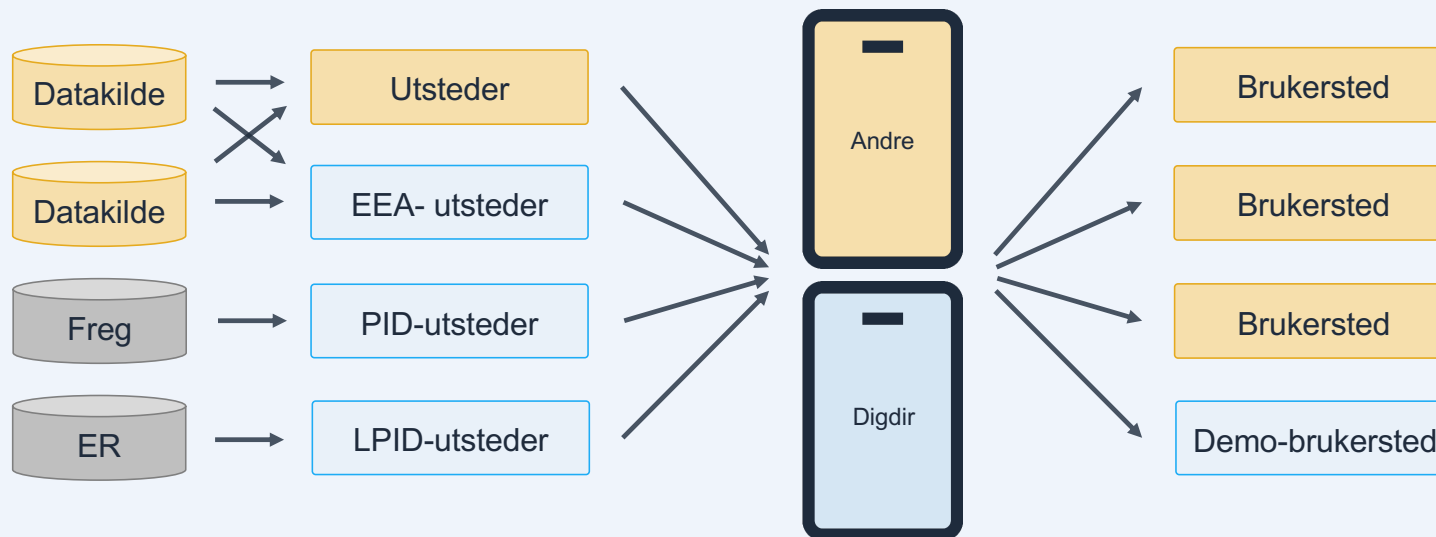 Datakilde
Utsteder
Andre
Brukersted
Datakilde
EEA- utsteder
Brukersted
Freg
PID-utsteder
Brukersted
ER
LPID-utsteder
Digdir
Demo-brukersted